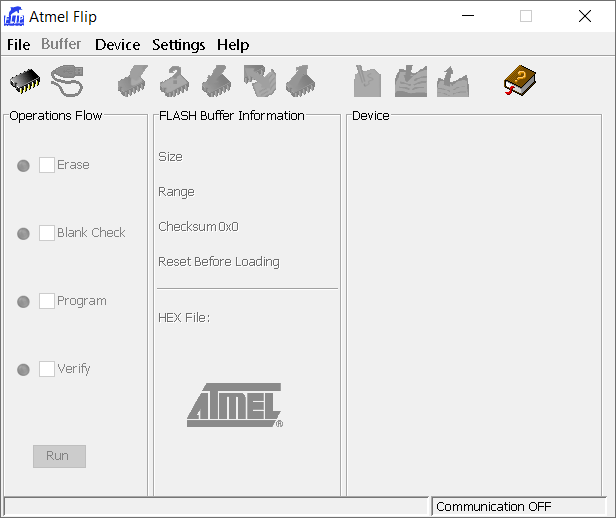 FLIP Atmel Flip
File Buffer Device Settings Help
Operations Flow
Erase
Blank Check
Program
Verify
Run
FLASH Buffer Information
Size
Range
Checksum 0x0
Reset Before Loading
HEX File:
ATMEL®
Device
Communication OFF